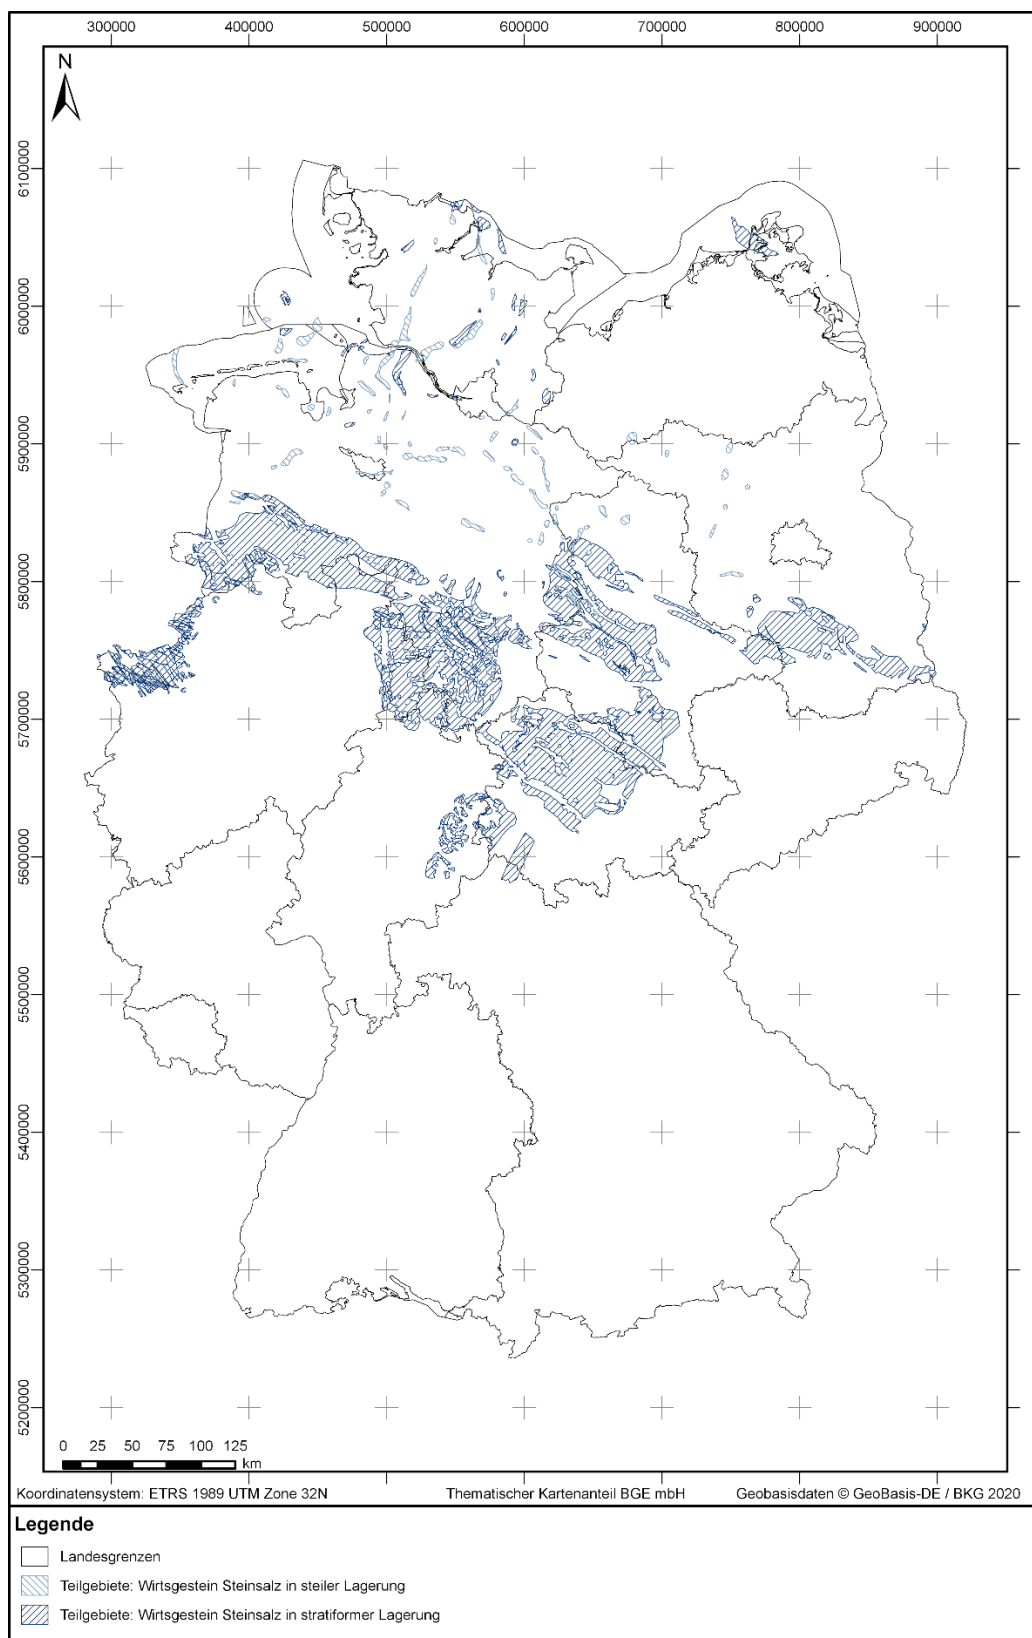 300000 400000 500000 600000 700000 800000 900000
N
6100000
6000000
5900000
5800000
5700000
5600000
5500000
5400000
5300000
5200000
0 25 50 75 100 125
km
Koordinatensystem: ETRS 1989 UTM Zone 32N Thematischer Kartenanteil BGE mbH Geobasisdaten © GeoBasis-DE / BKG 2020
Legende
Landesgrenzen
Teilgebiete: Wirtsgestein Steinsalz in steiler Lagerung
Teilgebiete: Wirtsgestein Steinsalz in stratiformer Lagerung